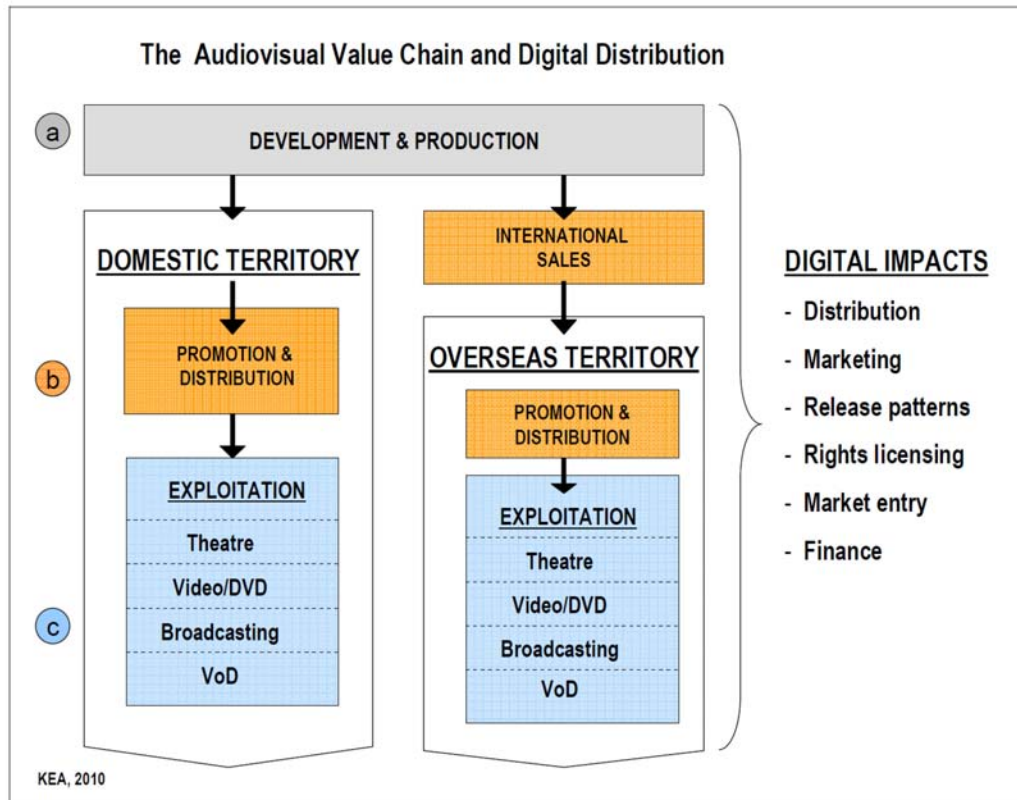 The Audiovisual Value Chain and Digital Distribution
a
DEVELOPMENT & PRODUCTION
DOMESTIC TERRITORY
b
PROMOTION &
DISTRIBUTION
EXPLOITATION
Theatre
Video/DVD
c
Broadcasting
VoD
INTERNATIONAL
SALES
OVERSEAS TERRITORY
PROMOTION &
DISTRIBUTION
EXPLOITATION
Theatre
Video/DVD
Broadcasting
VoD
DIGITAL IMPACTS
- Distribution
- Marketing
- Release patterns
- Rights licensing
- Market entry
- Finance
KEA, 2010